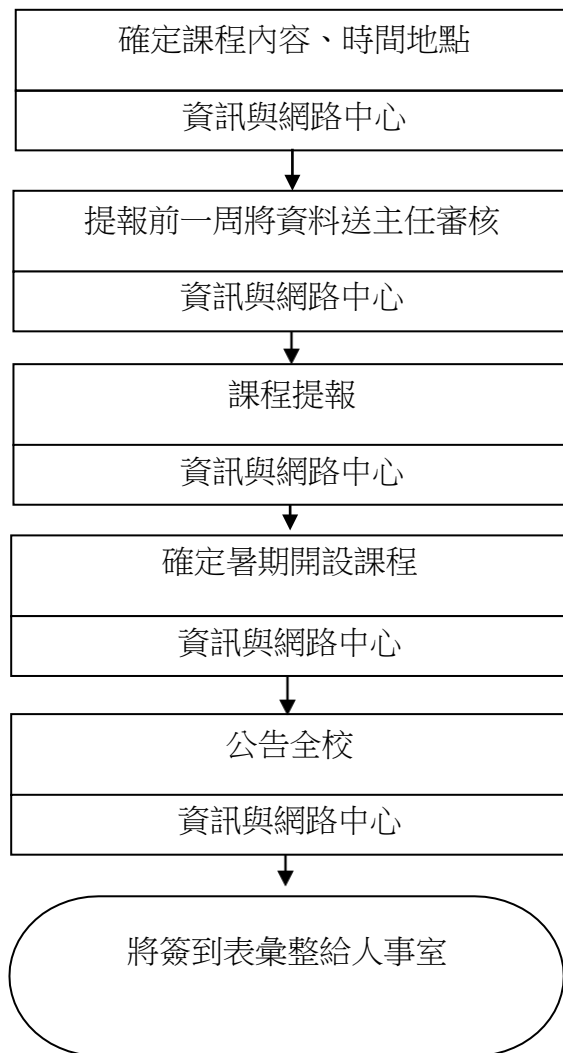 確定課程內容、時間地點
資訊與網路中心
提報前一周將資料送主任審核
資訊與網路中心
課程提報
資訊與網路中心
確定暑期開設課程
資訊與網路中心
公告全校
資訊與網路中心
將簽到表彙整給人事室